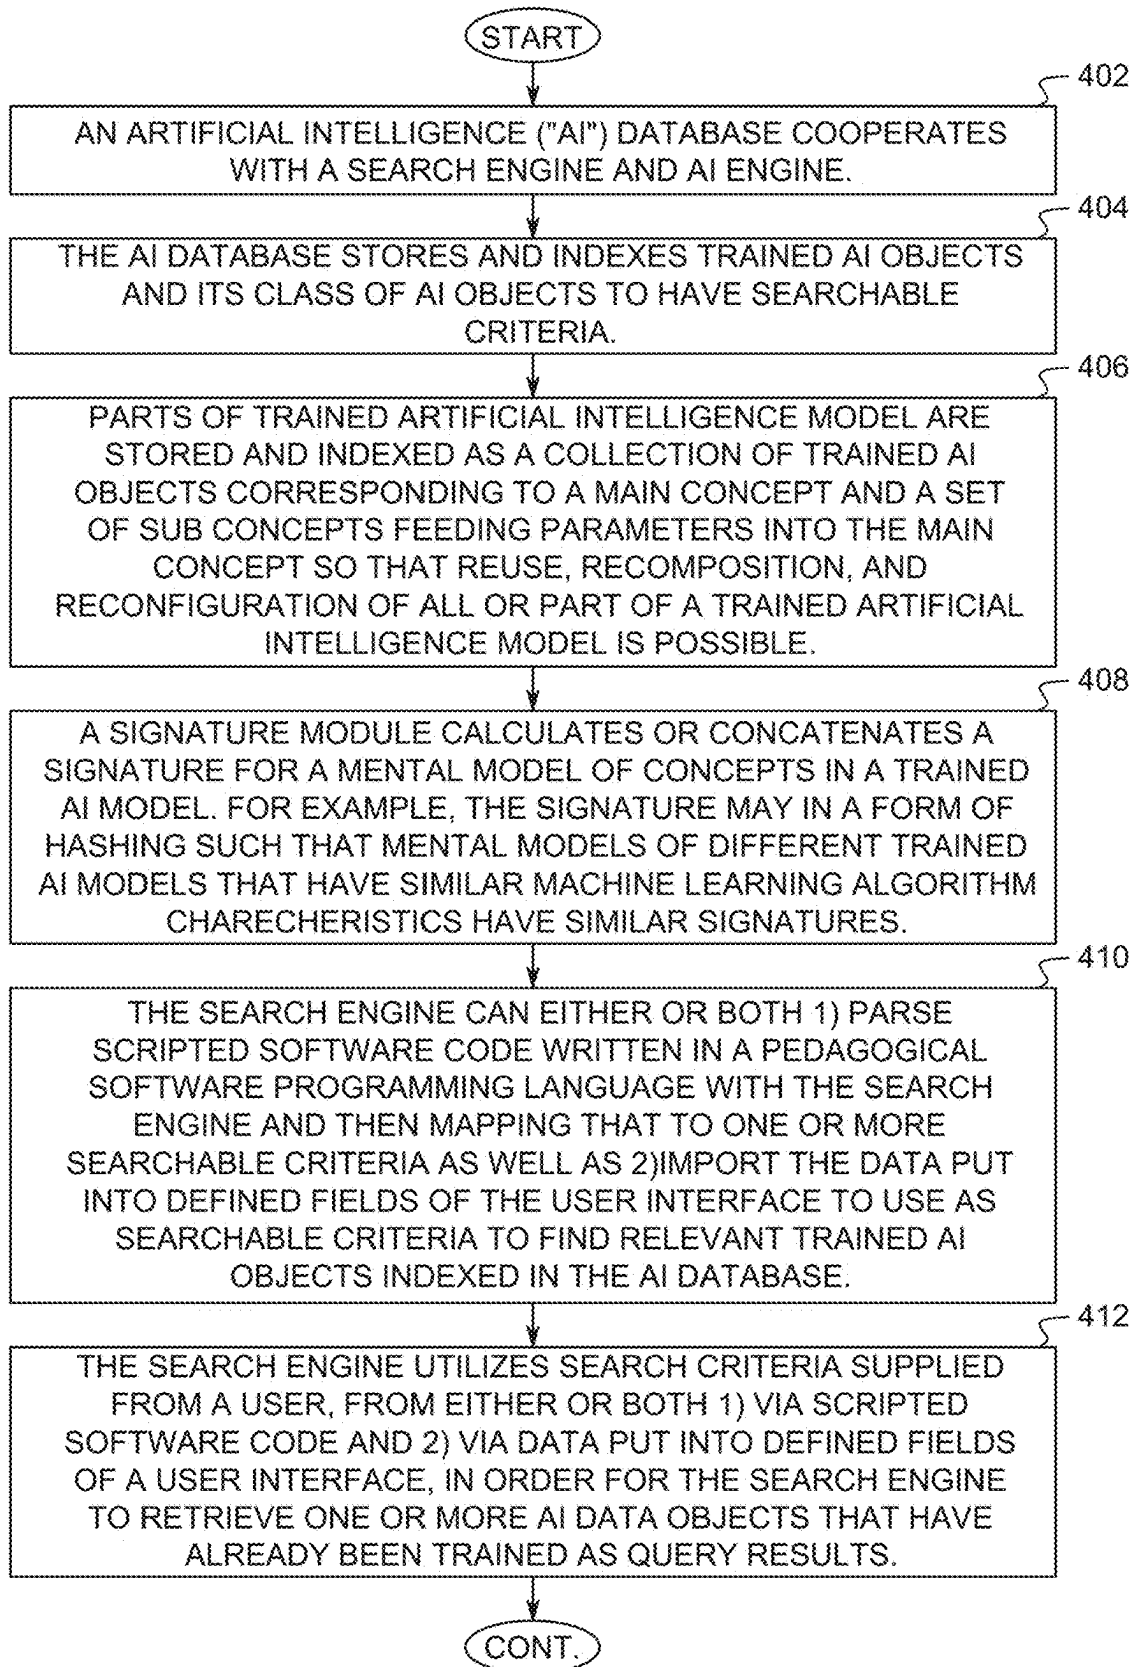 START
402
AN ARTIFICIAL INTELLIGENCE ("AI") DATABASE COOPERATES
WITH A SEARCH ENGINE AND AI ENGINE.
404
THE AI DATABASE STORES AND INDEXES TRAINED AI OBJECTS
AND ITS CLASS OF AI OBJECTS TO HAVE SEARCHABLE
CRITERIA.
406
PARTS OF TRAINED ARTIFICIAL INTELLIGENCE MODEL ARE
STORED AND INDEXED AS A COLLECTION OF TRAINED AI
OBJECTS CORRESPONDING TO A MAIN CONCEPT AND A SET
OF SUB CONCEPTS FEEDING PARAMETERS INTO THE MAIN
CONCEPT SO THAT REUSE, RECOMPOSITION, AND
RECONFIGURATION OF ALL OR PART OF A TRAINED ARTIFICIAL
INTELLIGENCE MODEL IS POSSIBLE.
408
A SIGNATURE MODULE CALCULATES OR CONCATENATES A
SIGNATURE FOR A MENTAL MODEL OF CONCEPTS IN A TRAINED
AI MODEL. FOR EXAMPLE, THE SIGNATURE MAY IN A FORM OF
HASHING SUCH THAT MENTAL MODELS OF DIFFERENT TRAINED
AI MODELS THAT HAVE SIMILAR MACHINE LEARNING ALGORITHM
CHARECHERISTICS HAVE SIMILAR SIGNATURES.
410
THE SEARCH ENGINE CAN EITHER OR BOTH 1) PARSE
SCRIPTED SOFTWARE CODE WRITTEN IN A PEDAGOGICAL
SOFTWARE PROGRAMMING LANGUAGE WITH THE SEARCH
ENGINE AND THEN MAPPING THAT TO ONE OR MORE
SEARCHABLE CRITERIA AS WELL AS 2)IMPORT THE DATA PUT
INTO DEFINED FIELDS OF THE USER INTERFACE TO USE AS
SEARCHABLE CRITERIA TO FIND RELEVANT TRAINED AI
OBJECTS INDEXED IN THE AI DATABASE.
412
THE SEARCH ENGINE UTILIZES SEARCH CRITERIA SUPPLIED
FROM A USER, FROM EITHER OR BOTH 1) VIA SCRIPTED
SOFTWARE CODE AND 2) VIA DATA PUT INTO DEFINED FIELDS
OF A USER INTERFACE, IN ORDER FOR THE SEARCH ENGINE
TO RETRIEVE ONE OR MORE AI DATA OBJECTS THAT HAVE
ALREADY BEEN TRAINED AS QUERY RESULTS.
CONT.